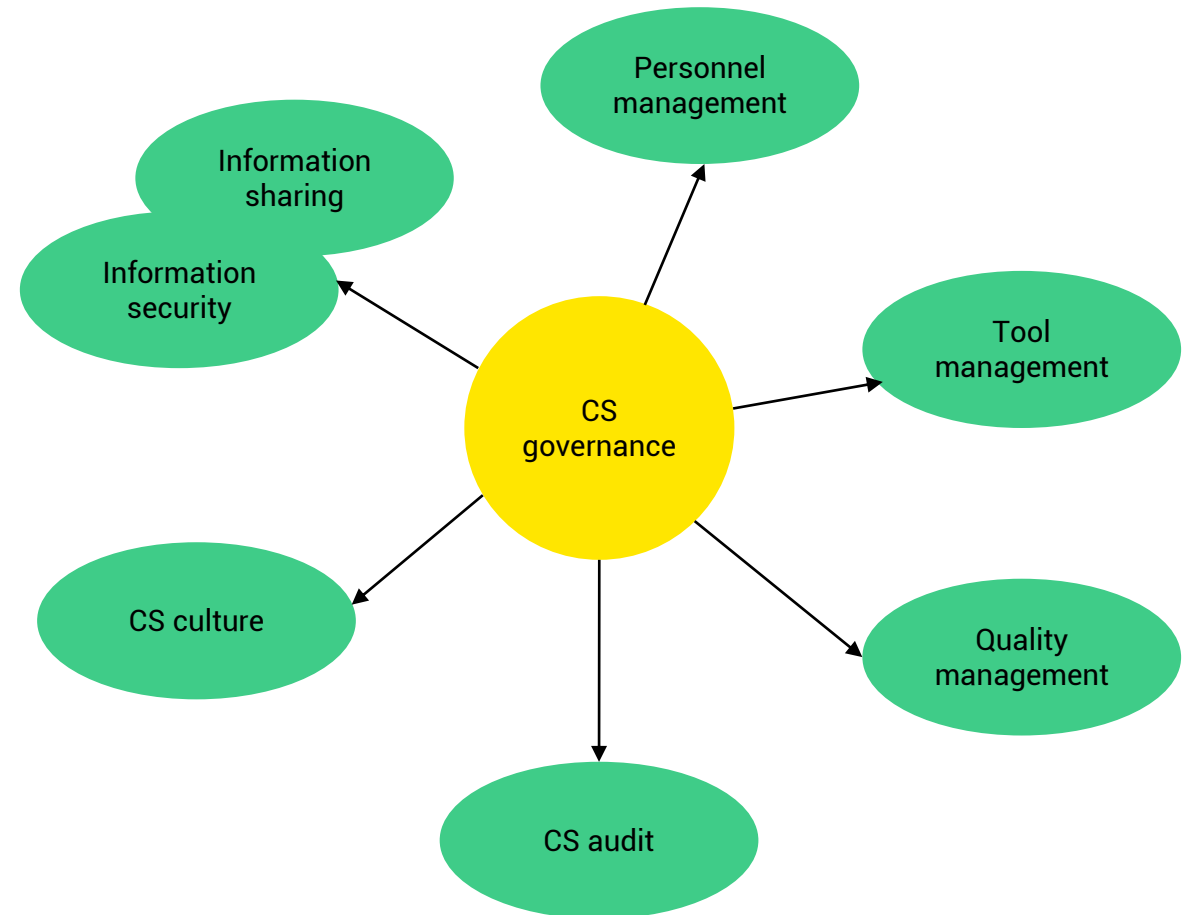 Personnel
management
Information
sharing
Information
security
Tool
management
CS
governance
CS culture
Quality
management
CS audit